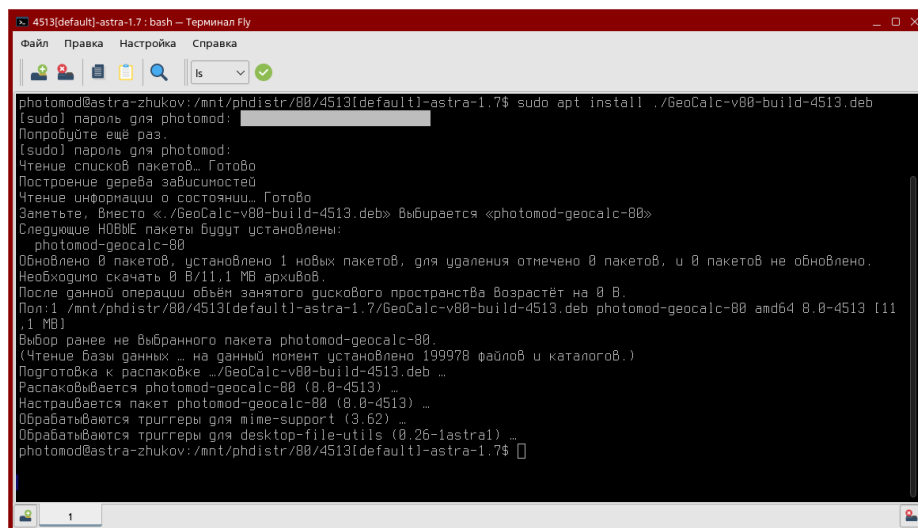 4513[default]-astra-1.7 : bash — Терминал Fly
Файл Правка Настройка Справка
ls
photomod@astra-zhukov:/mnt/phdistr/80/4513[default]-astra-1.7$ sudo apt install ./GeoCalc-v80-build-4513.deb
[sudo] пароль для photomod:
Попробуйте ещё раз.
[sudo] пароль для photomod:
Чтение списков пакетов… Готово
Построение дерева зависимостей
Чтение информации о состоянии… Готово
Заметьте, вместо «./GeoCalc-v80-build-4513.deb» выбирается «photomod-geocalc-80»
Следующие НОВЫЕ пакеты будут установлены:
photomod-geocalc-80
Обновлено 0 пакетов, установлено 1 новых пакетов, для удаления отмечено 0 пакетов, и 0 пакетов не обновлено.
Необходимо скачать 0 B/11,1 MB архивов.
После данной операции объём занятого дискового пространства возрастёт на 0 B.
Пол:1 /mnt/phdistr/80/4513[default]-astra-1.7/GeoCalc-v80-build-4513.deb photomod-geocalc-80 amd64 8.0-4513 [11
,1 MB]
Выбор ранее не выбранного пакета photomod-geocalc-80.
(Чтение базы данных … на данный момент установлено 199978 файлов и каталогов.)
Подготовка к распаковке …/GeoCalc-v80-build-4513.deb …
Распаковывается photomod-geocalc-80 (8.0-4513) …
Настраивается пакет photomod-geocalc-80 (8.0-4513) …
Обрабатываются триггеры для mime-support (3.62) …
Обрабатываются триггеры для desktop-file-utils (0.26-1astra1) …
photomod@astra-zhukov:/mnt/phdistr/80/4513[default]-astra-1.7$
1